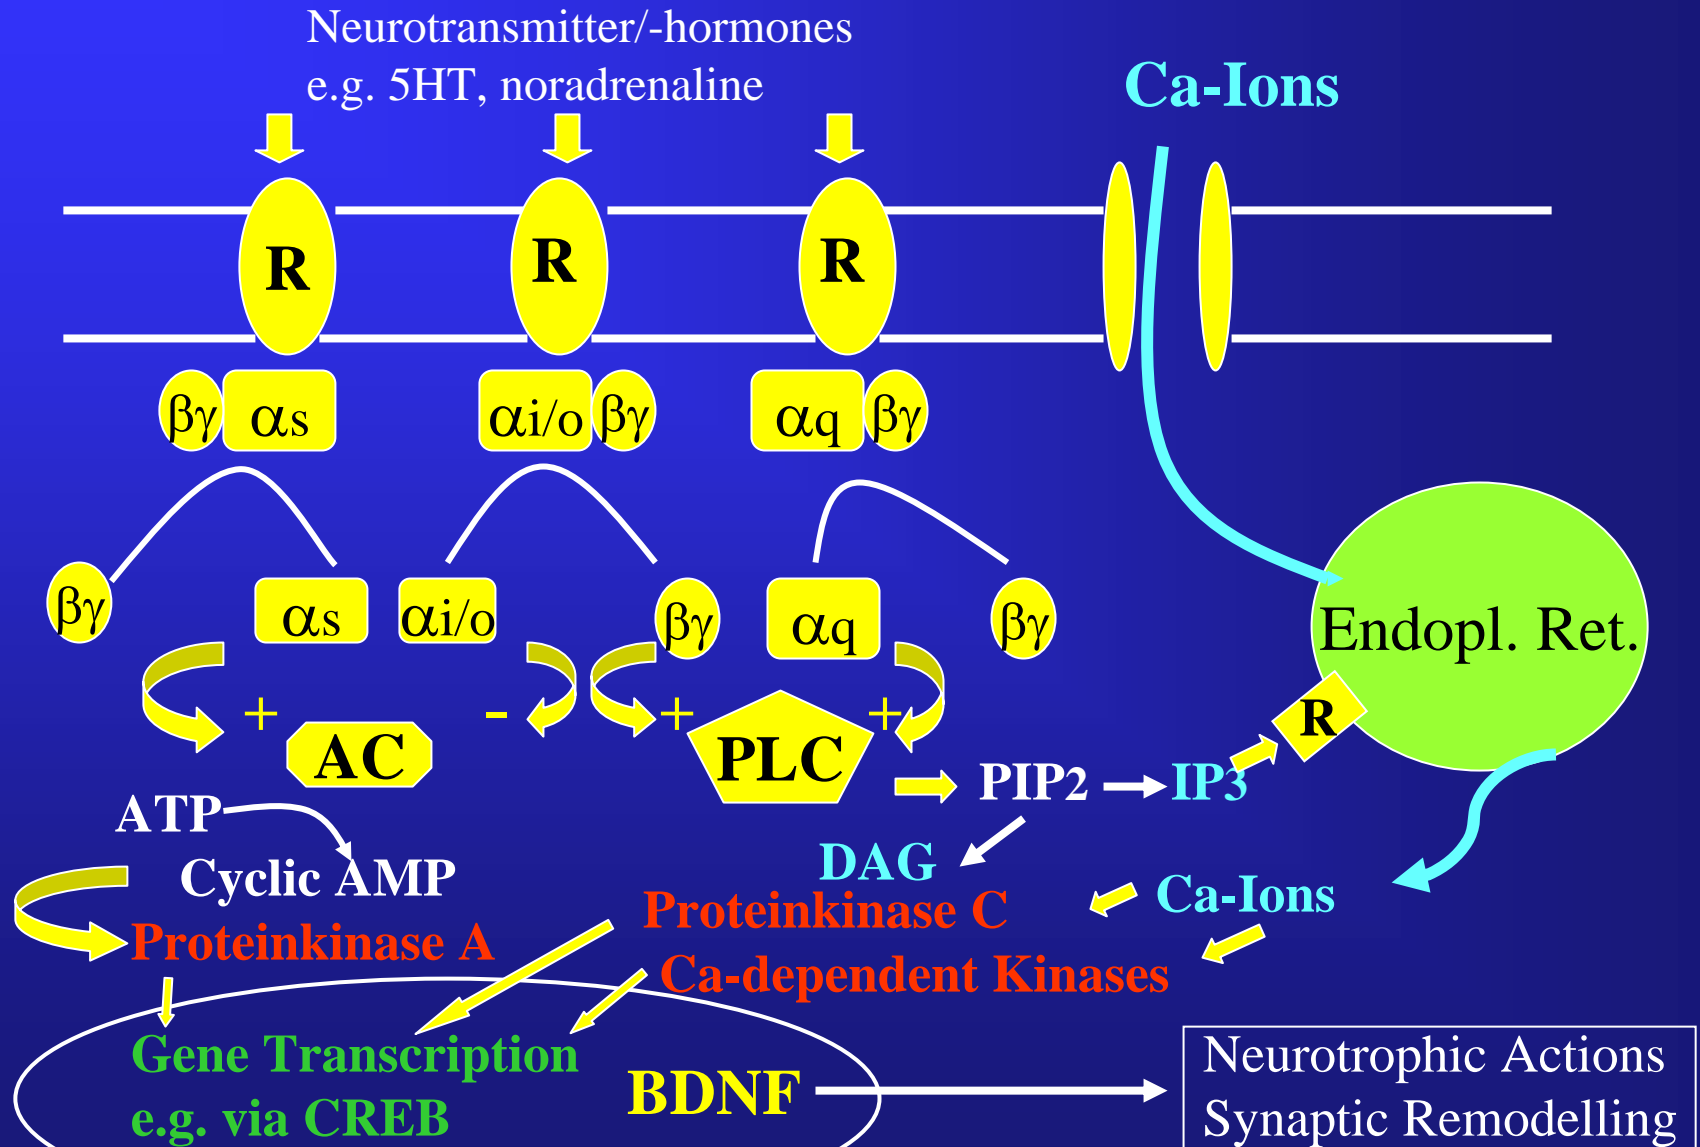 Neurotransmitter/-hormones
e.g. 5HT, noradrenaline
Ca-Ions
R
R
R
βγ
αs
αi/o
βγ
αq
βγ
βγ
αs
αi/o
βγ
αq
βγ
Endopl. Ret.
+
-
+
+
R
AC
PLC
PIP2
IP3
ATP
DAG
Cyclic AMP
Ca-Ions
Proteinkinase C
Proteinkinase A
Ca-dependent Kinases
Gene Transcription
e.g. via CREB
BDNF
Neurotrophic Actions
Synaptic Remodelling